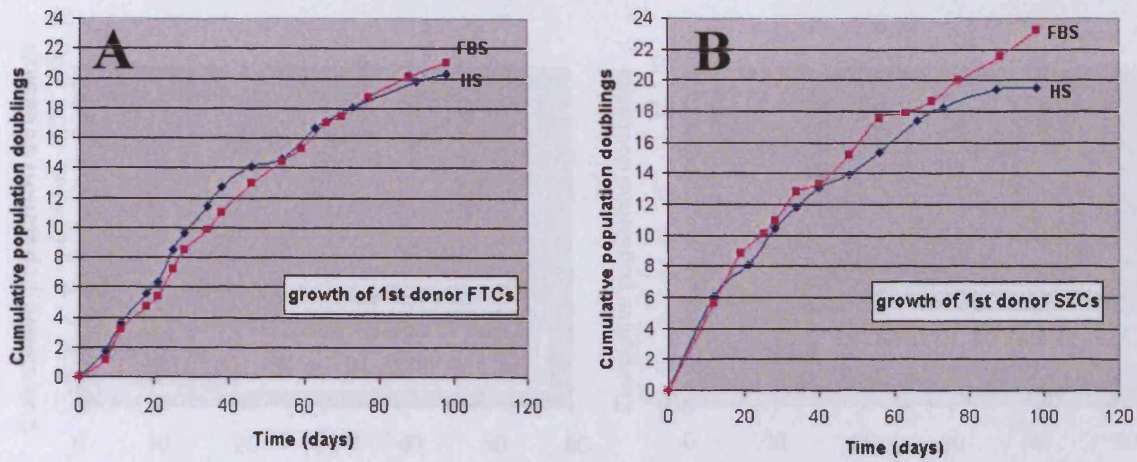 A
Cumulative population doublings
24
22
20
18
16
14
12
10
8
6
4
2
0
FBS
HS
growth of 1st donor FTCs
0 20 40 60 80 100 120
Time (days)
B
Cumulative population doublings
24
22
20
18
16
14
12
10
8
6
4
2
0
FBS
HS
growth of 1st donor SZCs
0 20 40 60 80 100 120
Time (days)